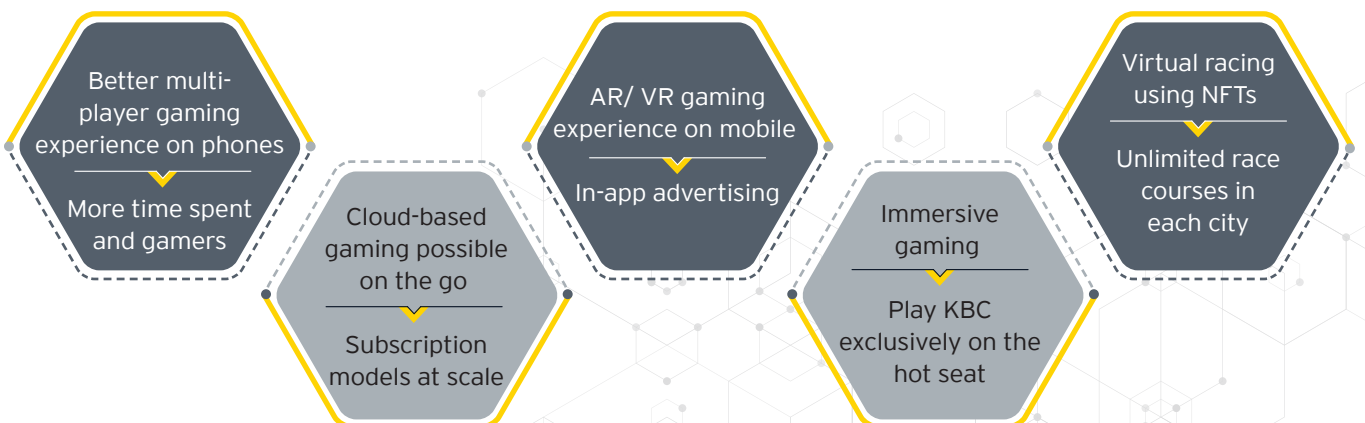 Better multi-
player gaming
experience on phones
More time spent
and gamers
Cloud-based
gaming possible
on the go
Subscription
models at scale
AR/ VR gaming
experience on mobile
In-app advertising
Immersive
gaming
Play KBC
exclusively on the
hot seat
Virtual racing
using NFTs
Unlimited race
courses in
each city